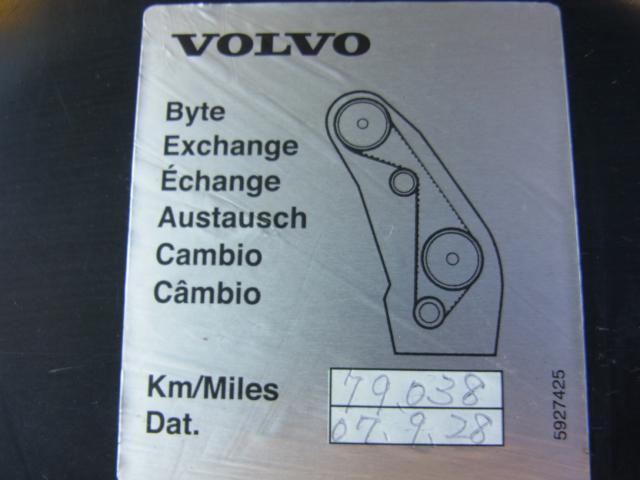 VOLVO
Byte
Exchange
Échange
Austausch
Cambio
Câmbio
Km/Miles 79,038
Dat. 07.9.28
5927425